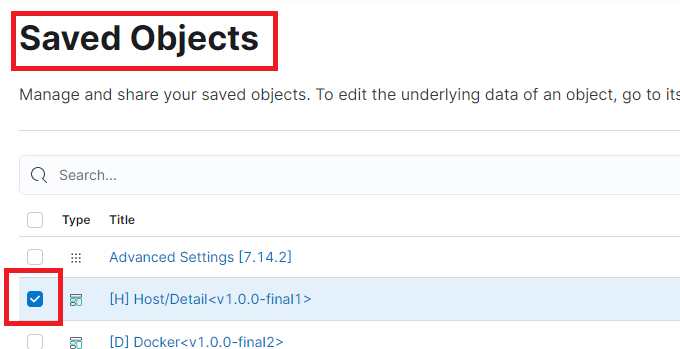 Saved Objects
Manage and share your saved objects. To edit the underlying data of an object, go to its
Search...
Type Title
Advanced Settings [7.14.2]
[H] Host/Detail<v1.0.0-final1>
[D] Docker<v1.0.0-final2>